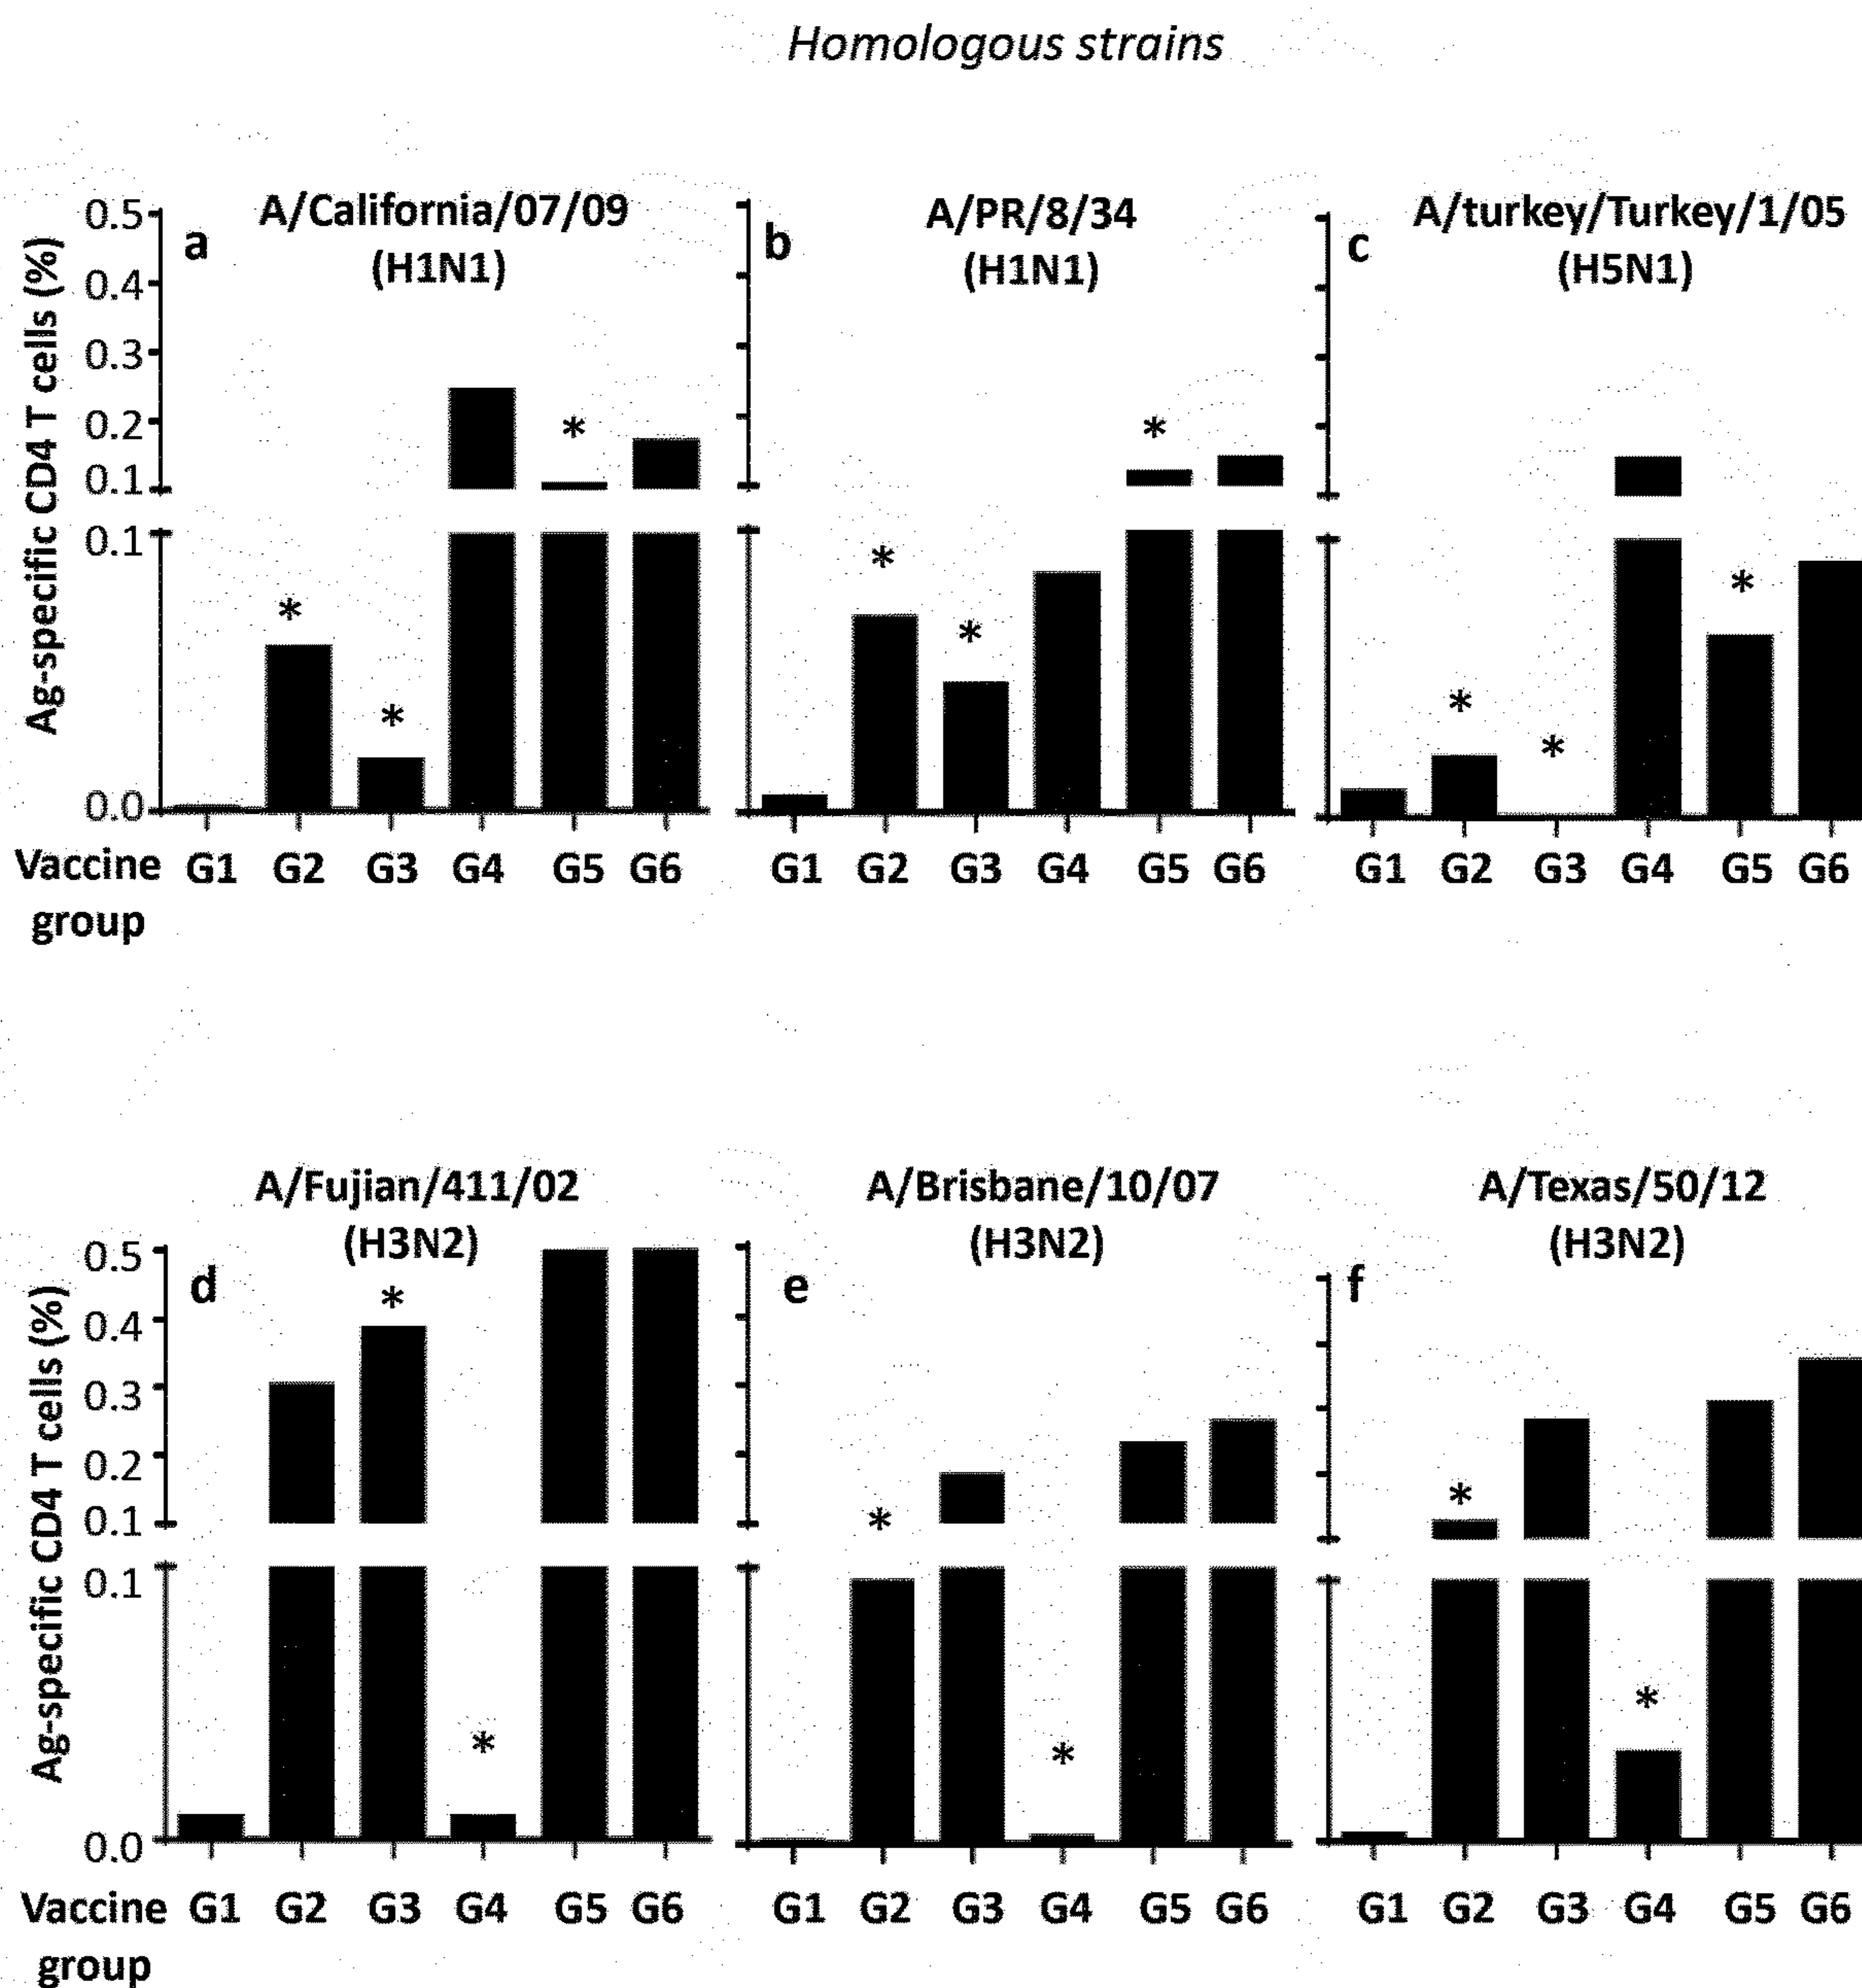 Homologous strains
A/California/07/09
(H1N1)
A/PR/8/34
(H1N1)
A/turkey/Turkey/1/05
(H5N1)
a
b
c
Ag-specific CD4 T cells (%)
0.5
0.4
0.3
0.2
0.1
0.1
0.0
* * *
* * *
* * *
Vaccine group
G1 G2 G3 G4 G5 G6
G1 G2 G3 G4 G5 G6
G1 G2 G3 G4 G5 G6
A/Fujian/411/02
(H3N2)
A/Brisbane/10/07
(H3N2)
A/Texas/50/12
(H3N2)
d
e
f
Ag-specific CD4 T cells (%)
0.5
0.4
0.3
0.2
0.1
0.1
0.0
* *
* *
* *
Vaccine group
G1 G2 G3 G4 G5 G6
G1 G2 G3 G4 G5 G6
G1 G2 G3 G4 G5 G6